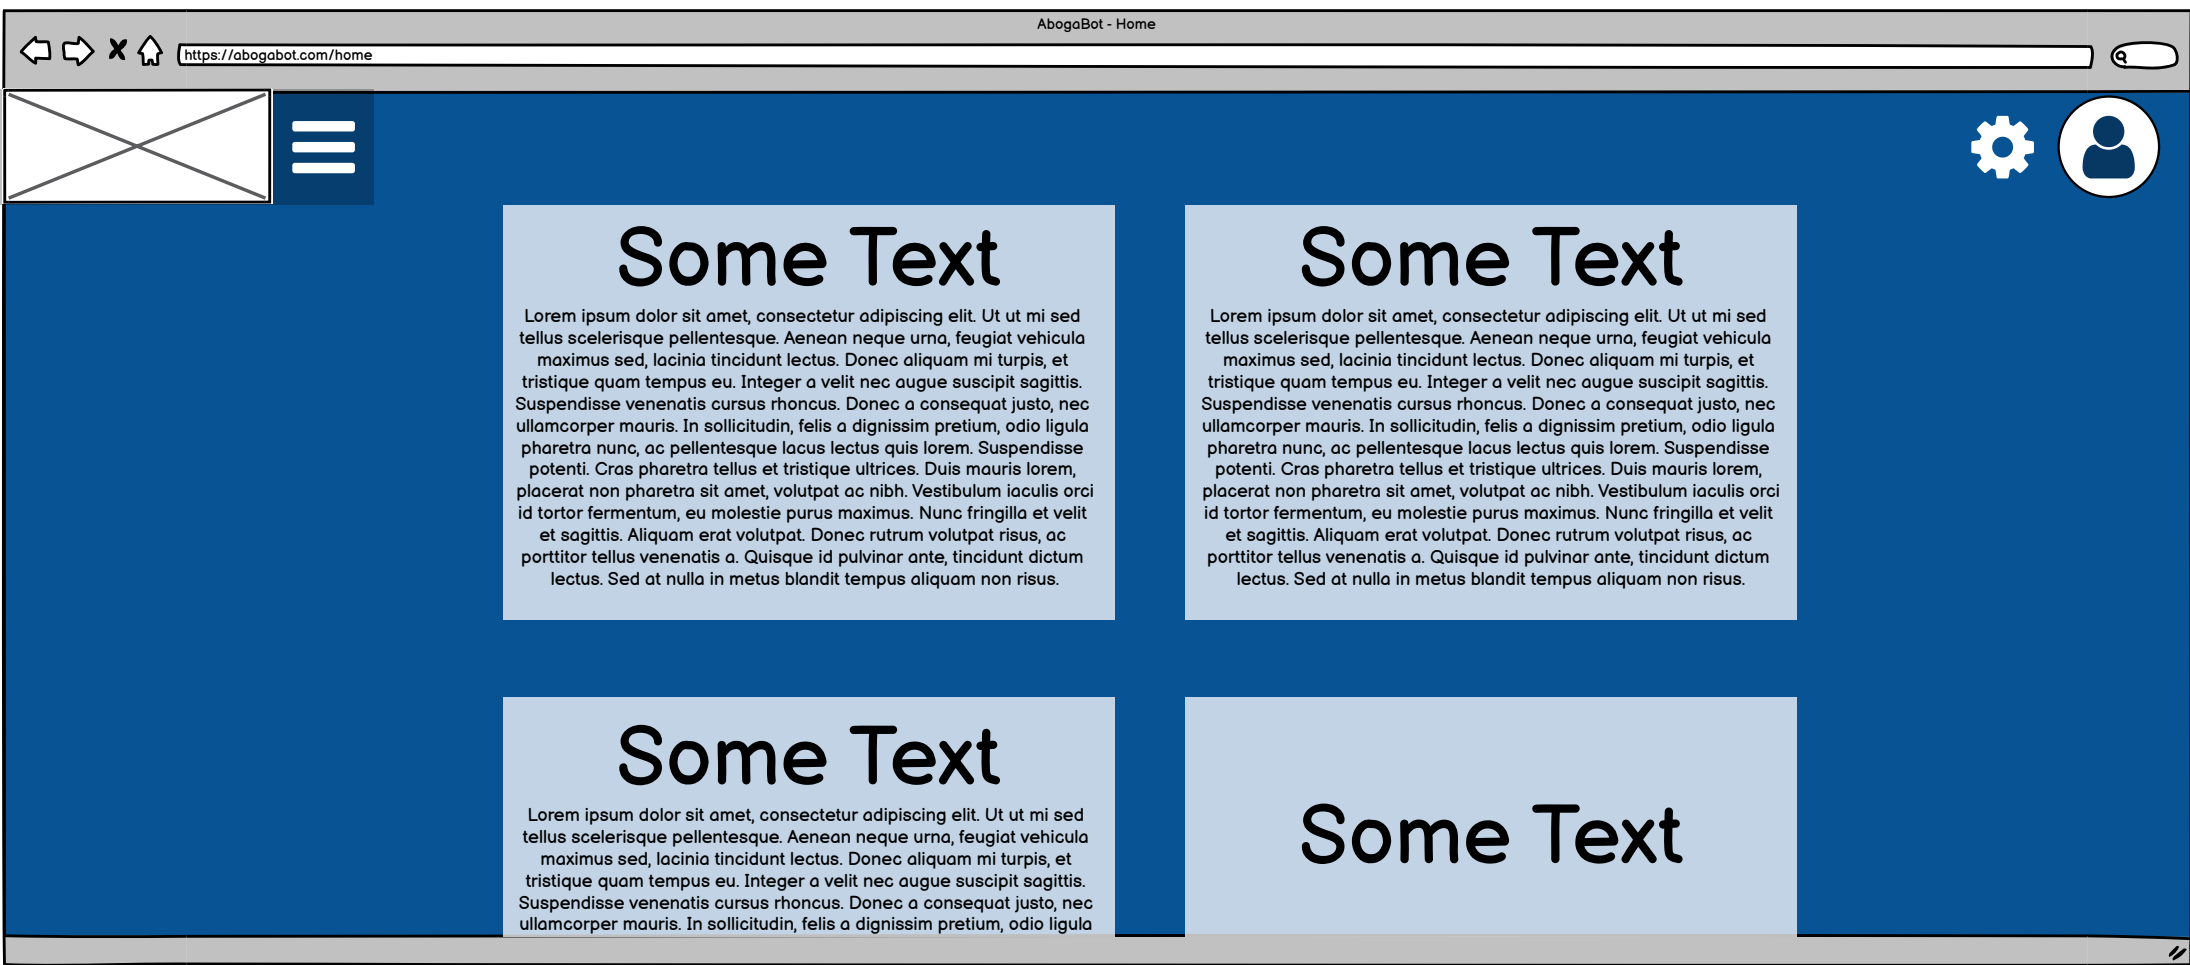 AbogaBot - Home
https://abogabot.com/home
Some Text
Lorem ipsum dolor sit amet, consectetur adipiscing elit. Ut ut mi sed
tellus scelerisque pellentesque. Aenean neque urna, feugiat vehicula
maximus sed, lacinia tincidunt lectus. Donec aliquam mi turpis, et
tristique quam tempus eu. Integer a velit nec augue suscipit sagittis.
Suspendisse venenatis cursus rhoncus. Donec a consequat justo, nec
ullamcorper mauris. In sollicitudin, felis a dignissim pretium, odio ligula
pharetra nunc, ac pellentesque lacus lectus quis lorem. Suspendisse
potenti. Cras pharetra tellus et tristique ultrices. Duis mauris lorem,
placerat non pharetra sit amet, volutpat ac nibh. Vestibulum iaculis orci
id tortor fermentum, eu molestie purus maximus. Nunc fringilla et velit
et sagittis. Aliquam erat volutpat. Donec rutrum volutpat risus, ac
porttitor tellus venenatis a. Quisque id pulvinar ante, tincidunt dictum
lectus. Sed at nulla in metus blandit tempus aliquam non risus.
Some Text
Lorem ipsum dolor sit amet, consectetur adipiscing elit. Ut ut mi sed
tellus scelerisque pellentesque. Aenean neque urna, feugiat vehicula
maximus sed, lacinia tincidunt lectus. Donec aliquam mi turpis, et
tristique quam tempus eu. Integer a velit nec augue suscipit sagittis.
Suspendisse venenatis cursus rhoncus. Donec a consequat justo, nec
ullamcorper mauris. In sollicitudin, felis a dignissim pretium, odio ligula
pharetra nunc, ac pellentesque lacus lectus quis lorem. Suspendisse
potenti. Cras pharetra tellus et tristique ultrices. Duis mauris lorem,
placerat non pharetra sit amet, volutpat ac nibh. Vestibulum iaculis orci
id tortor fermentum, eu molestie purus maximus. Nunc fringilla et velit
et sagittis. Aliquam erat volutpat. Donec rutrum volutpat risus, ac
porttitor tellus venenatis a. Quisque id pulvinar ante, tincidunt dictum
lectus. Sed at nulla in metus blandit tempus aliquam non risus.
Some Text
Lorem ipsum dolor sit amet, consectetur adipiscing elit. Ut ut mi sed
tellus scelerisque pellentesque. Aenean neque urna, feugiat vehicula
maximus sed, lacinia tincidunt lectus. Donec aliquam mi turpis, et
tristique quam tempus eu. Integer a velit nec augue suscipit sagittis.
Suspendisse venenatis cursus rhoncus. Donec a consequat justo, nec
ullamcorper mauris. In sollicitudin, felis a dignissim pretium, odio ligula
Some Text